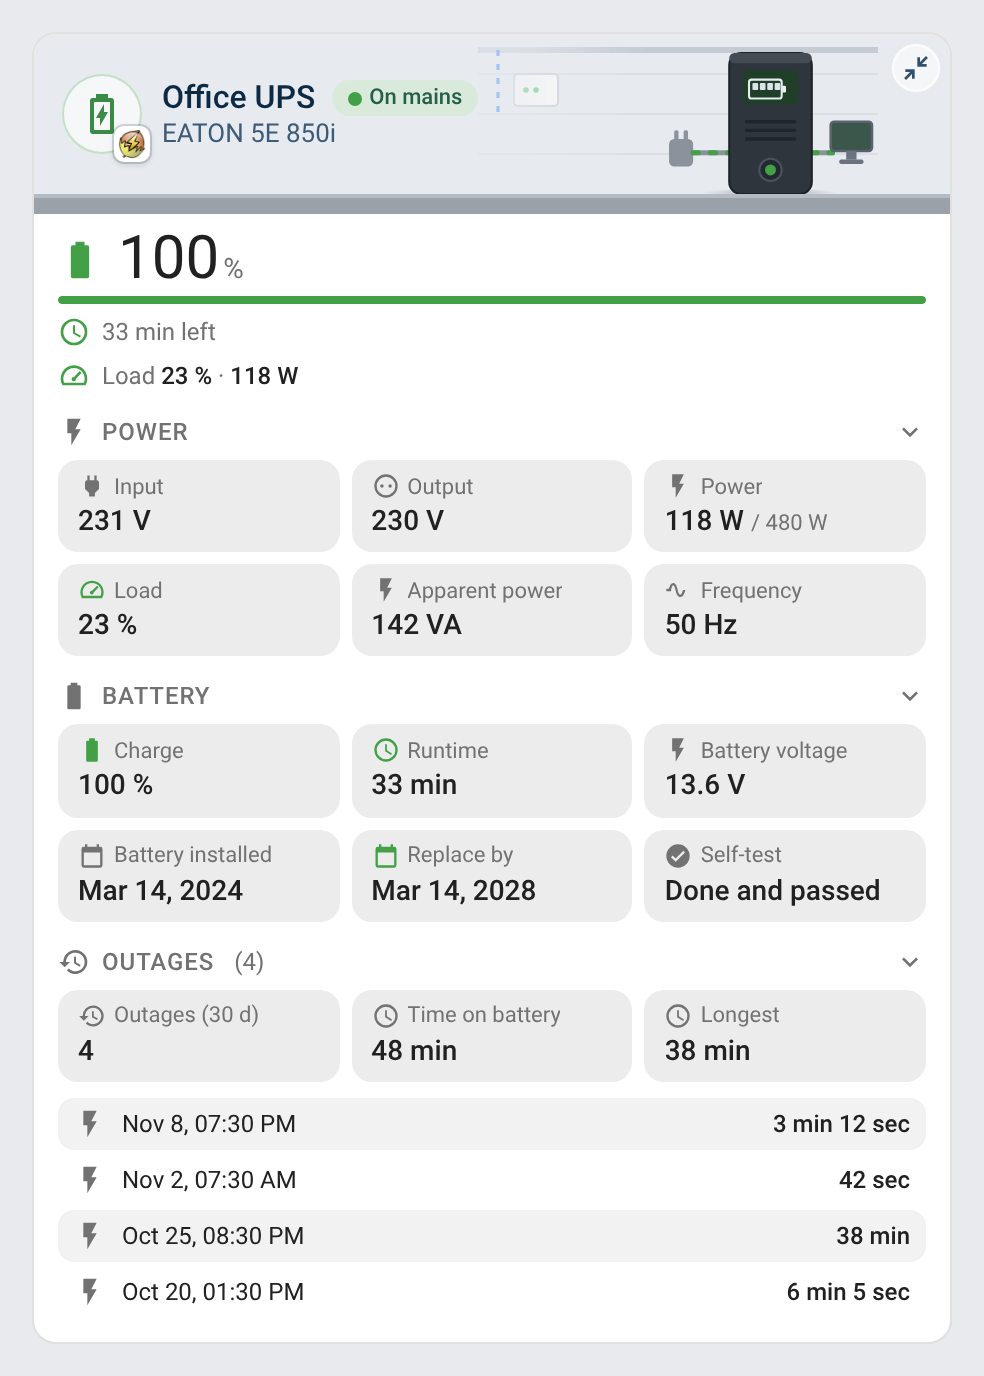 Office UPS
On mains
EATON 5E 850i
100 %
33 min left
Load 23 % · 118 W
POWER
Input
231 V
Output
230 V
Power
118 W / 480 W
Load
23 %
Apparent power
142 VA
Frequency
50 Hz
BATTERY
Charge
100 %
Runtime
33 min
Battery voltage
13.6 V
Battery installed
Mar 14, 2024
Replace by
Mar 14, 2028
Self-test
Done and passed
OUTAGES (4)
Outages (30 d)
4
Time on battery
48 min
Longest
38 min
Nov 8, 07:30 PM 3 min 12 sec
Nov 2, 07:30 AM 42 sec
Oct 25, 08:30 PM 38 min
Oct 20, 01:30 PM 6 min 5 sec